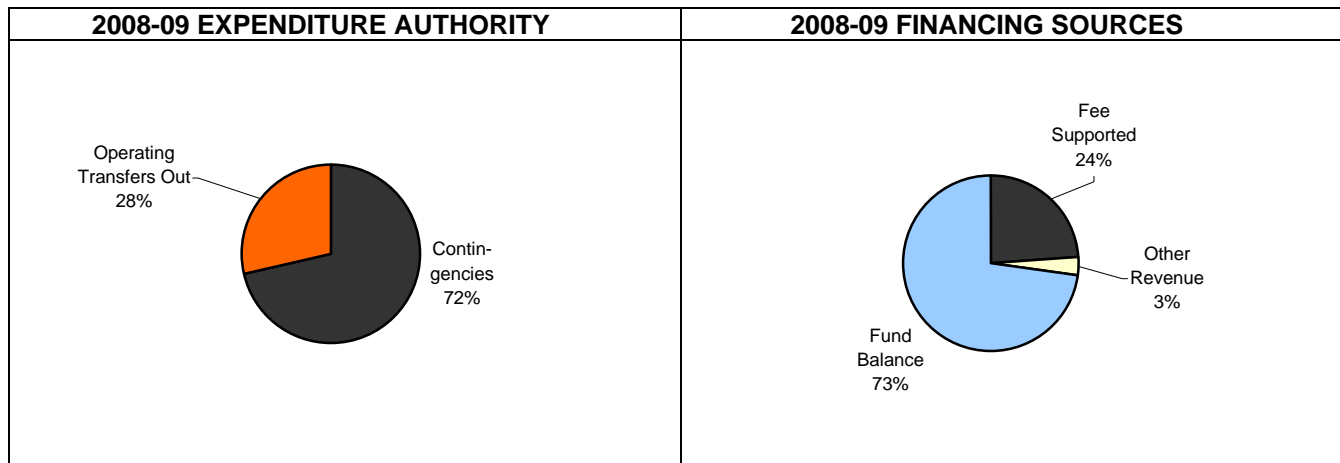 2008-09 EXPENDITURE AUTHORITY
Operating
Transfers Out
28%
Contin-
gencies
72%
2008-09 FINANCING SOURCES
Fee
Supported
24%
Other
Revenue
3%
Fund
Balance
73%